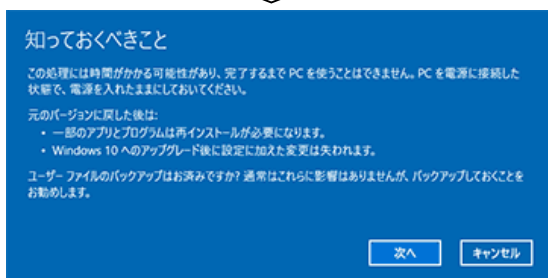 知っておくべきこと
この処理には時間がかかる可能性があり、完了するまで PC を使うことはできません。PC を電源に接続した
状態で、電源を入れたままにしておいてください。
元のバージョンに戻した後は:
• 一部のアプリとプログラムは再インストールが必要になります。
• Windows 10 へのアップグレード後に設定に加えた変更は失われます。
ユーザー ファイルのバックアップはお済みですか? 通常はこれらに影響はありませんが、バックアップしておくことを
お勧めします。
次へ
キャンセル